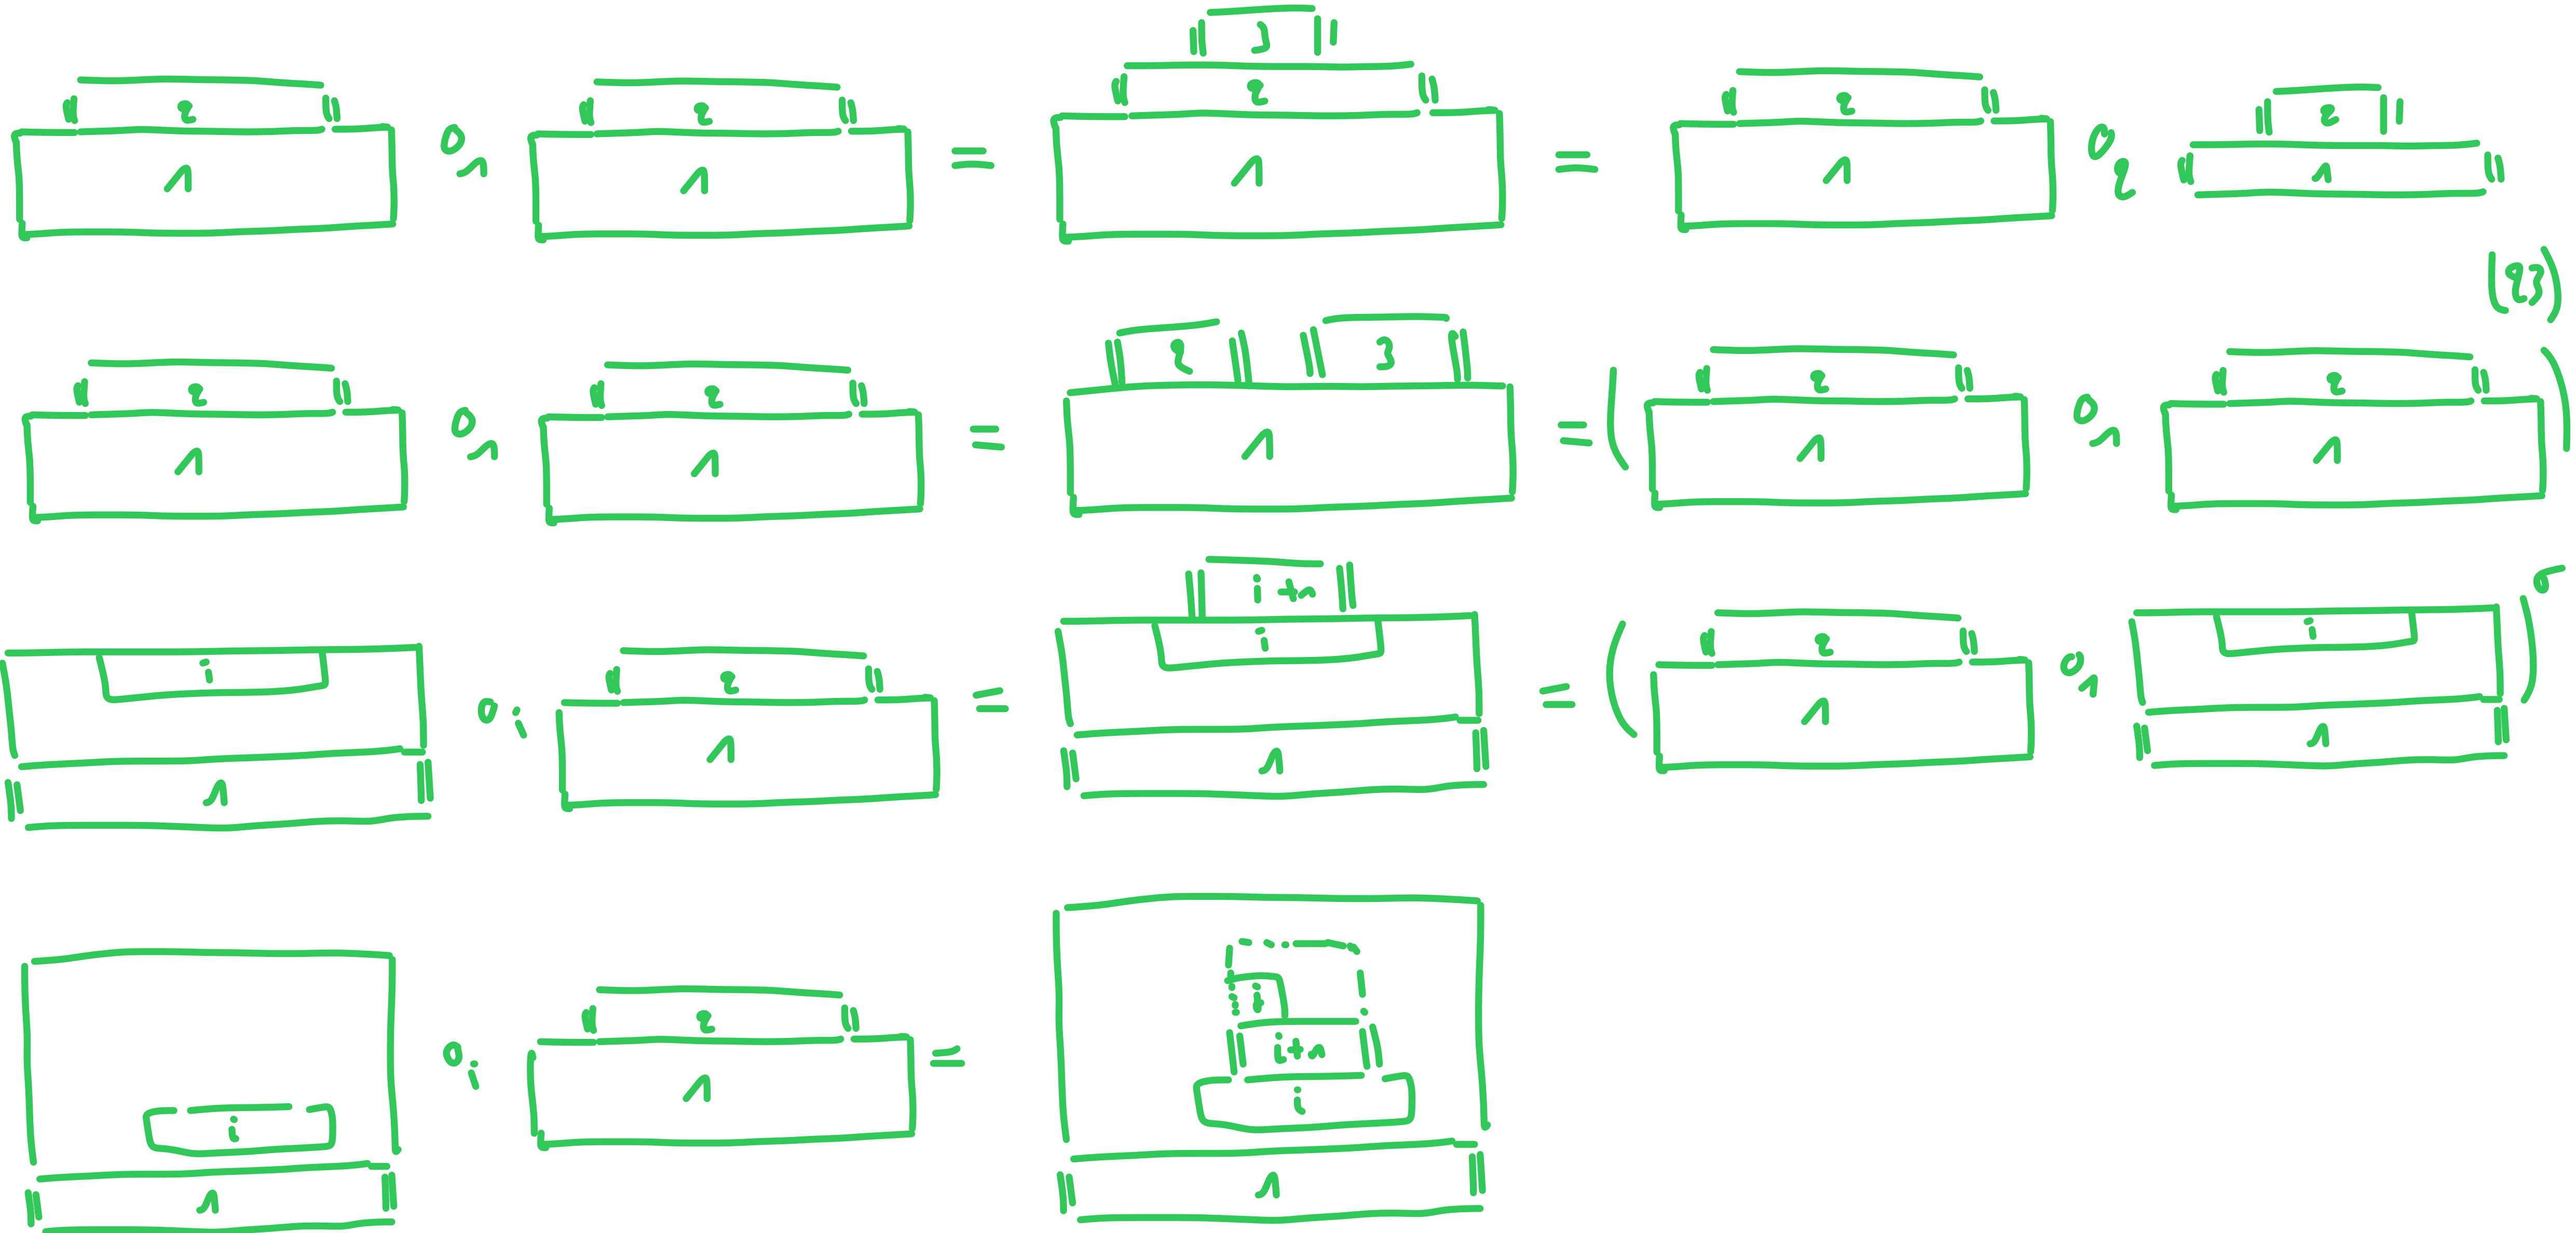 2 2 3 2 2 2
1 ∘₁ 1 = 1 = 1 ∘₂ 1
(23)
2 2 2 3 2 2
1 ∘₁ 1 = 1 = ( 1 ∘₁ 1 )
i 2 i+1 i 2 i σ
1 ∘ᵢ 1 = 1 = ( 1 ∘₁ 1 )
i 2 i+1 i
1 ∘ᵢ 1 = 1